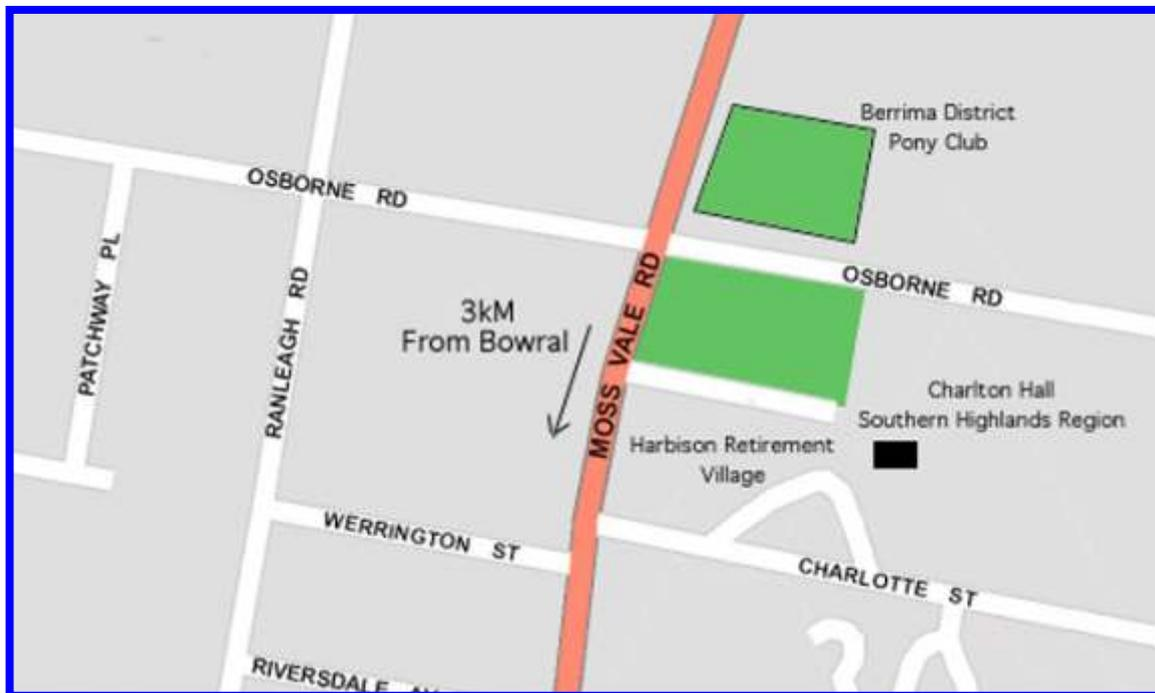 Berrima District
Pony Club
OSBORNE RD
OSBORNE RD
PATCHWAY PL
RANLEAGH RD
3kM
From Bowral
MOSS VALE RD
Charlton Hall
Southern Highlands Region
Harbison Retirement
Village
WERRINGTON ST
CHARLOTTE ST
RIVERSDALE